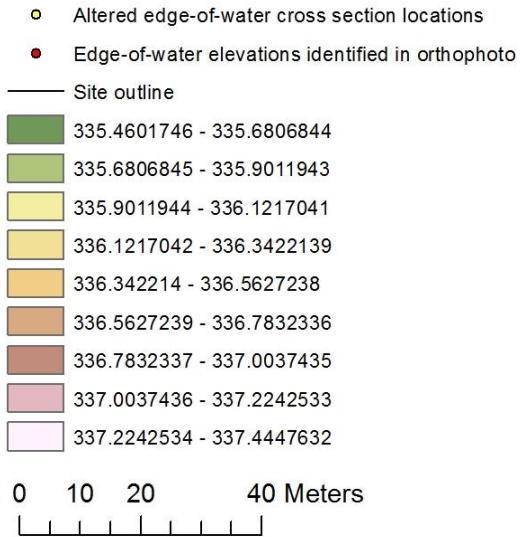 Altered edge-of-water cross section locations
Edge-of-water elevations identified in orthophoto
Site outline
335.4601746 - 335.6806844
335.6806845 - 335.9011943
335.9011944 - 336.1217041
336.1217042 - 336.3422139
336.342214 - 336.5627238
336.5627239 - 336.7832336
336.7832337 - 337.0037435
337.0037436 - 337.2242533
337.2242534 - 337.4447632
0 10 20 40 Meters